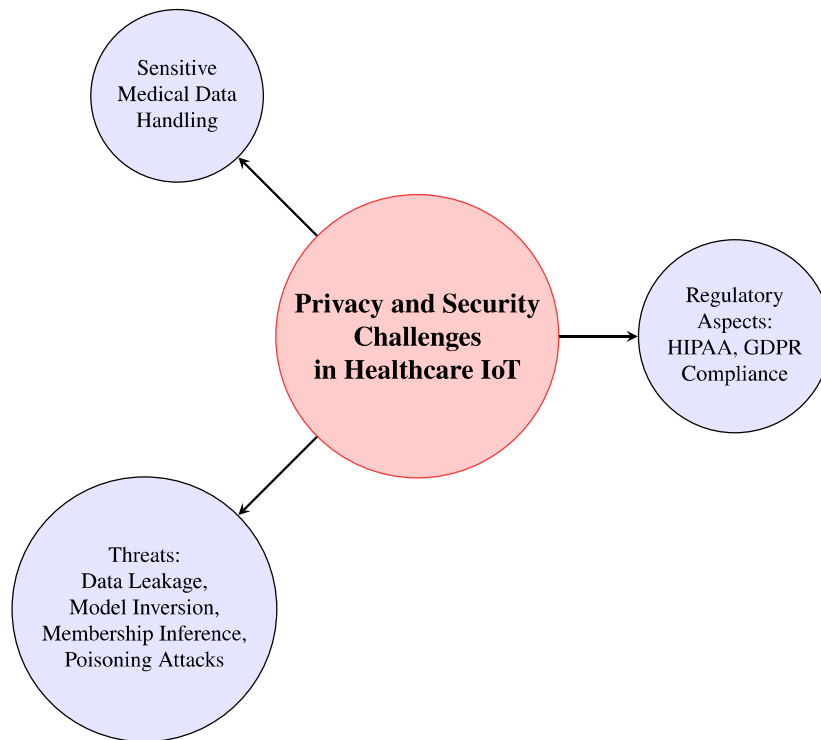 Sensitive
Medical Data
Handling
Privacy and Security
Challenges
in Healthcare IoT
Regulatory
Aspects:
HIPAA, GDPR
Compliance
Threats:
Data Leakage,
Model Inversion,
Membership Inference,
Poisoning Attacks